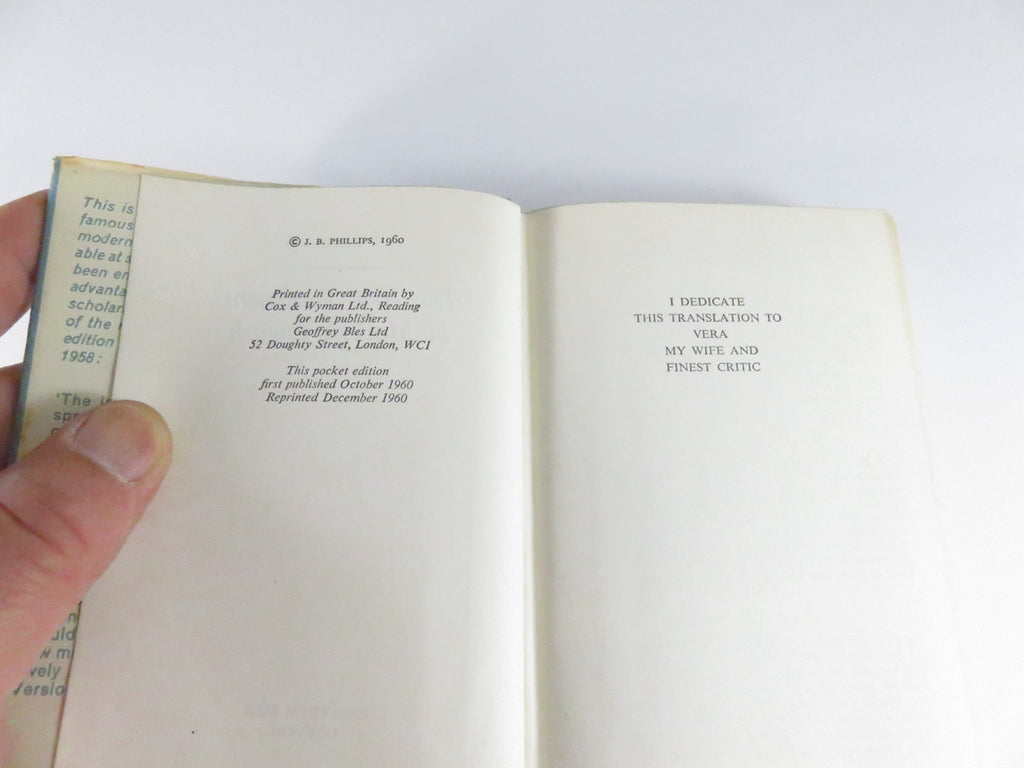 This is
famous
modern
able at s
been en
advanta
scholar
of the
edition
1958:
'The
© J. B. PHILLIPS, 1960
Printed in Great Britain by
Cox & Wyman Ltd., Reading
for the publishers
Geoffrey Bles Ltd
52 Doughty Street, London, WC1
This pocket edition
first published October 1960
Reprinted December 1960
I DEDICATE
THIS TRANSLATION TO
VERA
MY WIFE AND
FINEST CRITIC